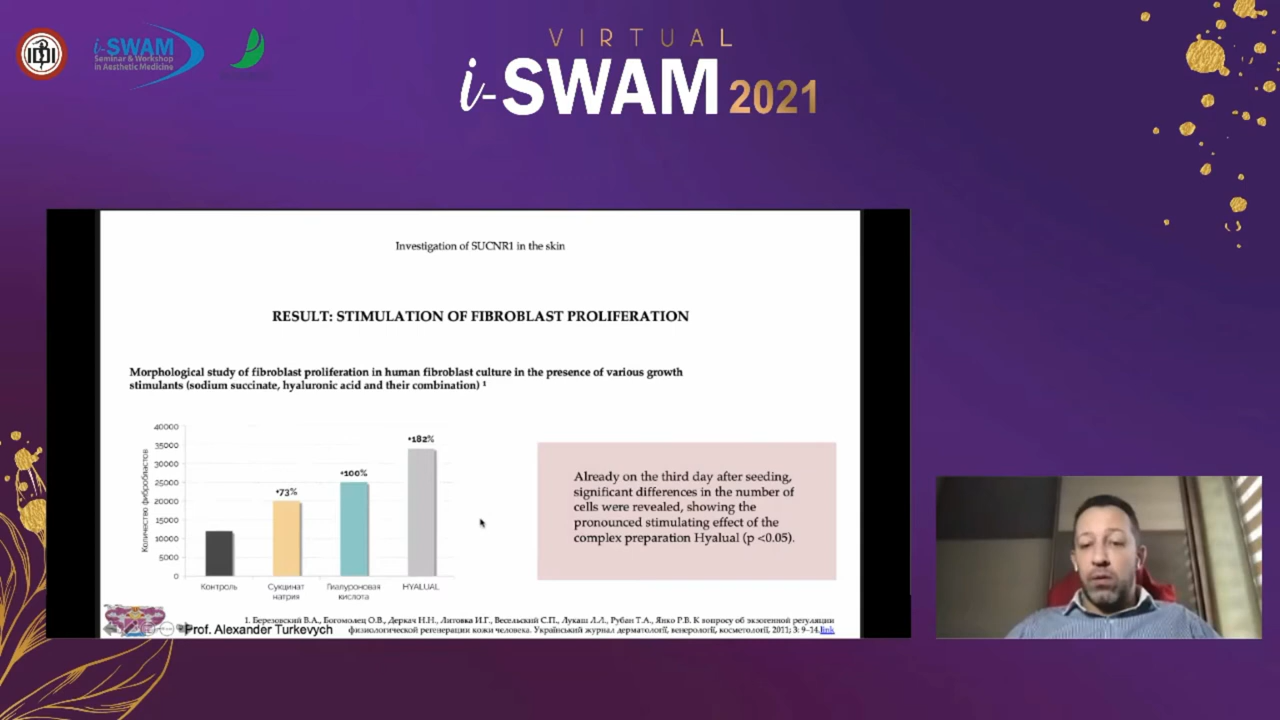 i-SWAM
Seminar & Workshop
in Aesthetic Medicine
VIRTUAL
i-SWAM 2021
Investigation of SUCNR1 in the skin
RESULT: STIMULATION OF FIBROBLAST PROLIFERATION
Morphological study of fibroblast proliferation in human fibroblast culture in the presence of various growth
stimulants (sodium succinate, hyaluronic acid and their combination) ¹
Количество фибробластов
40000
35000
30000
25000
20000
15000
10000
5000
0
+73%
+100%
+182%
Контроль
Сукцинат
натрия
Гиалуроновая
кислота
HYALUAL
Already on the third day after seeding,
significant differences in the number of
cells were revealed, showing the
pronounced stimulating effect of the
complex preparation Hyalual (p <0.05).
Prof. Alexander Turkevych
1. Березовский В.А., Богомолец О.В., Деркач Н.Н., Литовка И.Г., Весельский С.П., Лукаш Л.Л., Рубан Т.А., Янко Р.В. К вопросу об экзогенной регуляции
физиологической регенерации кожи человека. Український журнал дерматології, венерології, косметології, 2011; 3: 9–14.link